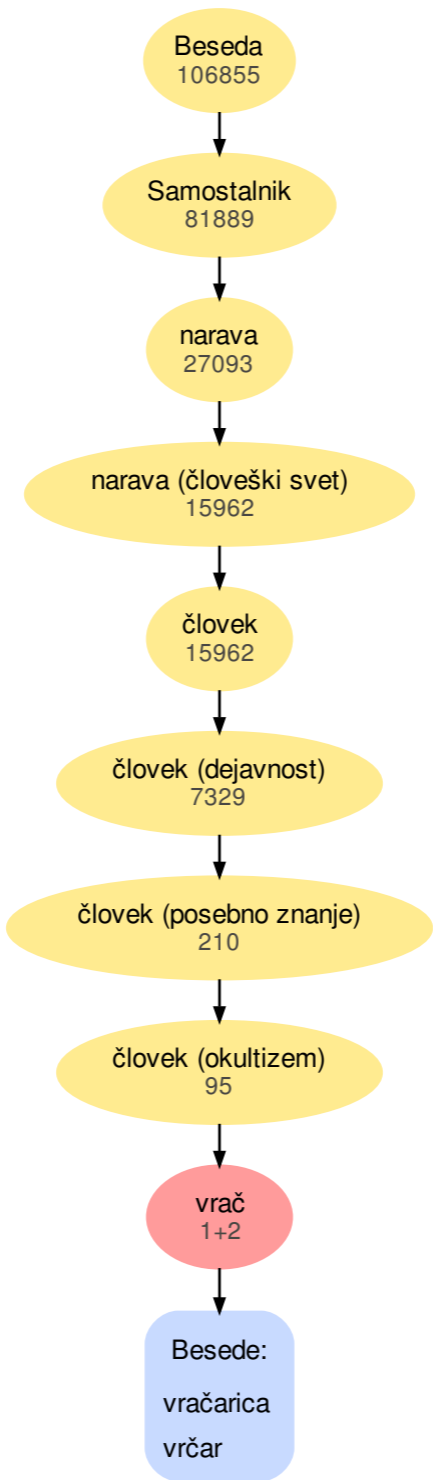 Beseda
106855
Samostalnik
81889
narava
27093
narava (človeški svet)
15962
človek
15962
človek (dejavnost)
7329
človek (posebno znanje)
210
človek (okultizem)
95
vrač
1+2
Besede:
vračarica
vrčar